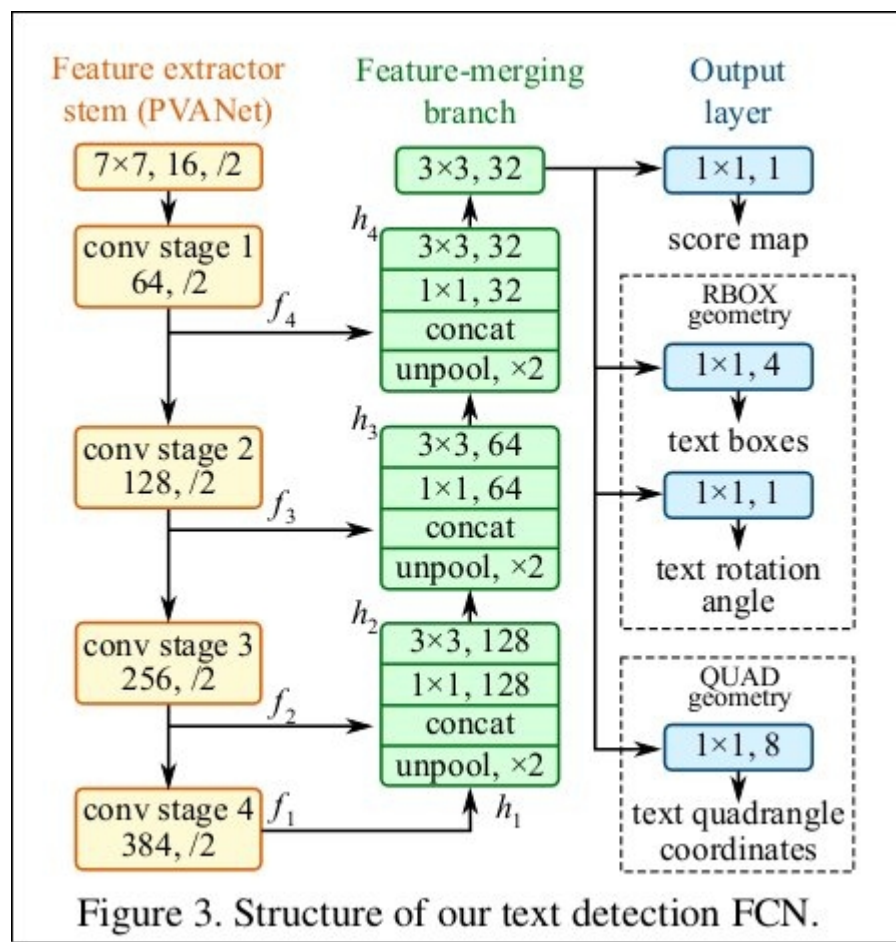 Feature extractor
stem (PVANet)
7×7, 16, /2
conv stage 1
64, /2
f4
conv stage 2
128, /2
f3
conv stage 3
256, /2
f2
conv stage 4
384, /2
f1
Feature-merging
branch
3×3, 32
h4
3×3, 32
1×1, 32
concat
unpool, ×2
h3
3×3, 64
1×1, 64
concat
unpool, ×2
h2
3×3, 128
1×1, 128
concat
unpool, ×2
h1
Output
layer
1×1, 1
score map
RBOX
geometry
1×1, 4
text boxes
1×1, 1
text rotation
angle
QUAD
geometry
1×1, 8
text quadrangle
coordinates
Figure 3. Structure of our text detection FCN.